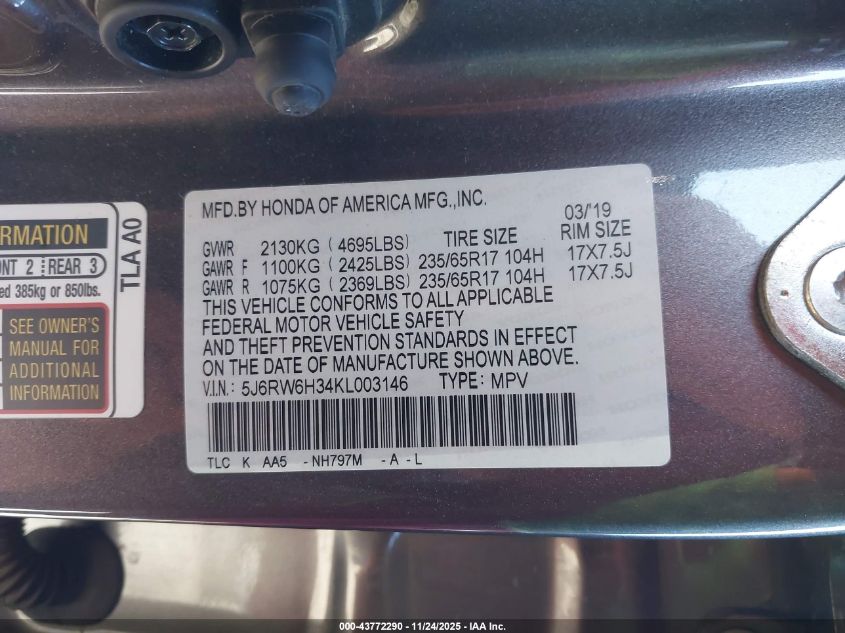 MFD.BY HONDA OF AMERICA MFG.,INC.
03/'19
GVWR 2130KG ( 4695LBS) TIRE SIZE RIM SIZE
GAWR F 1100KG ( 2425LBS) 235/65R17 104H 17X7.5J
GAWR R 1075KG ( 2369LBS) 235/65R17 104H 17X7.5J
THIS VEHICLE CONFORMS TO ALL APPLICABLE
FEDERAL MOTOR VEHICLE SAFETY
AND THEFT PREVENTION STANDARDS IN EFFECT
ON THE DATE OF MANUFACTURE SHOWN ABOVE.
V.I.N.: 5J6RW6H34KL003146 TYPE: MPV
TLC K AA5 -NH797M -A -L
RMATION
NT 2 REAR 3
ed 385kg or 850lbs.
SEE OWNER'S
MANUAL FOR
ADDITIONAL
INFORMATION
TLA A0
000-43772290 - 11/24/2025 - IAA Inc.